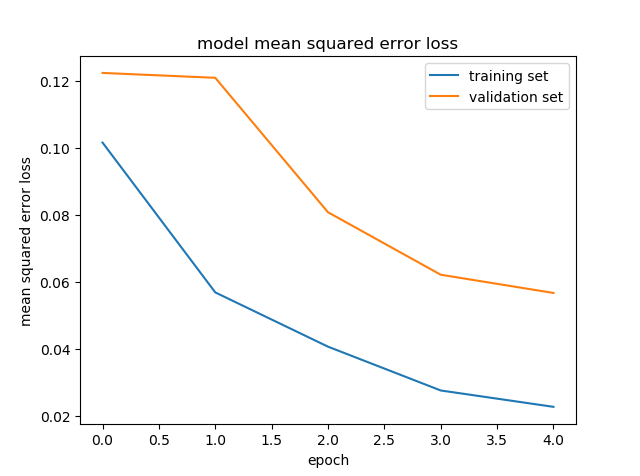 model mean squared error loss
training set
validation set
0.12
0.10
0.08
0.06
0.04
0.02
mean squared error loss
0.0 0.5 1.0 1.5 2.0 2.5 3.0 3.5 4.0
epoch